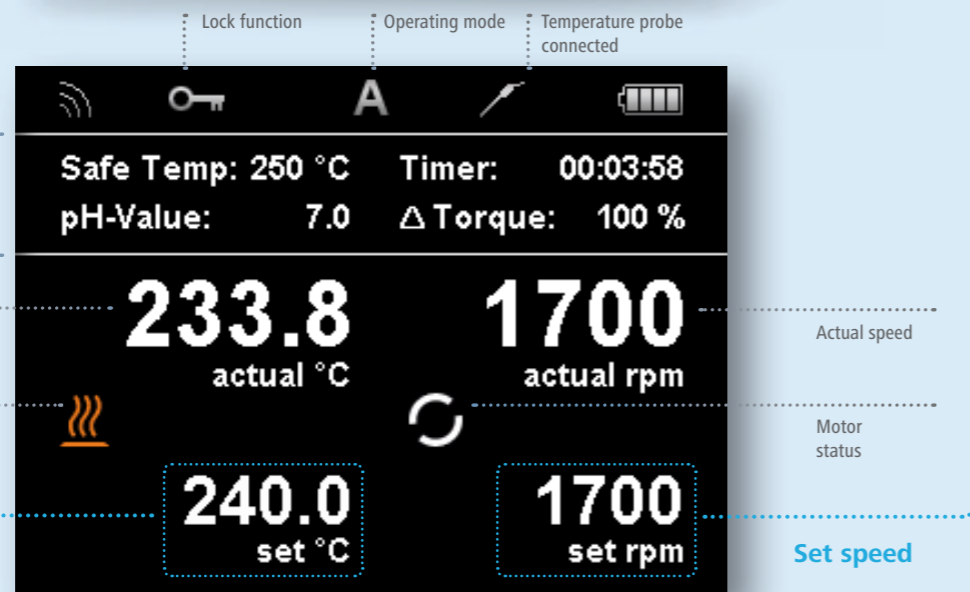 Lock function
Operating mode
Temperature probe
connected
A
Safe Temp: 250 °C
Timer: 00:03:58
pH-Value: 7.0
Δ Torque: 100 %
233.8
actual °C
1700
actual rpm
Actual speed
Motor
status
240.0
set °C
1700
set rpm
Set speed